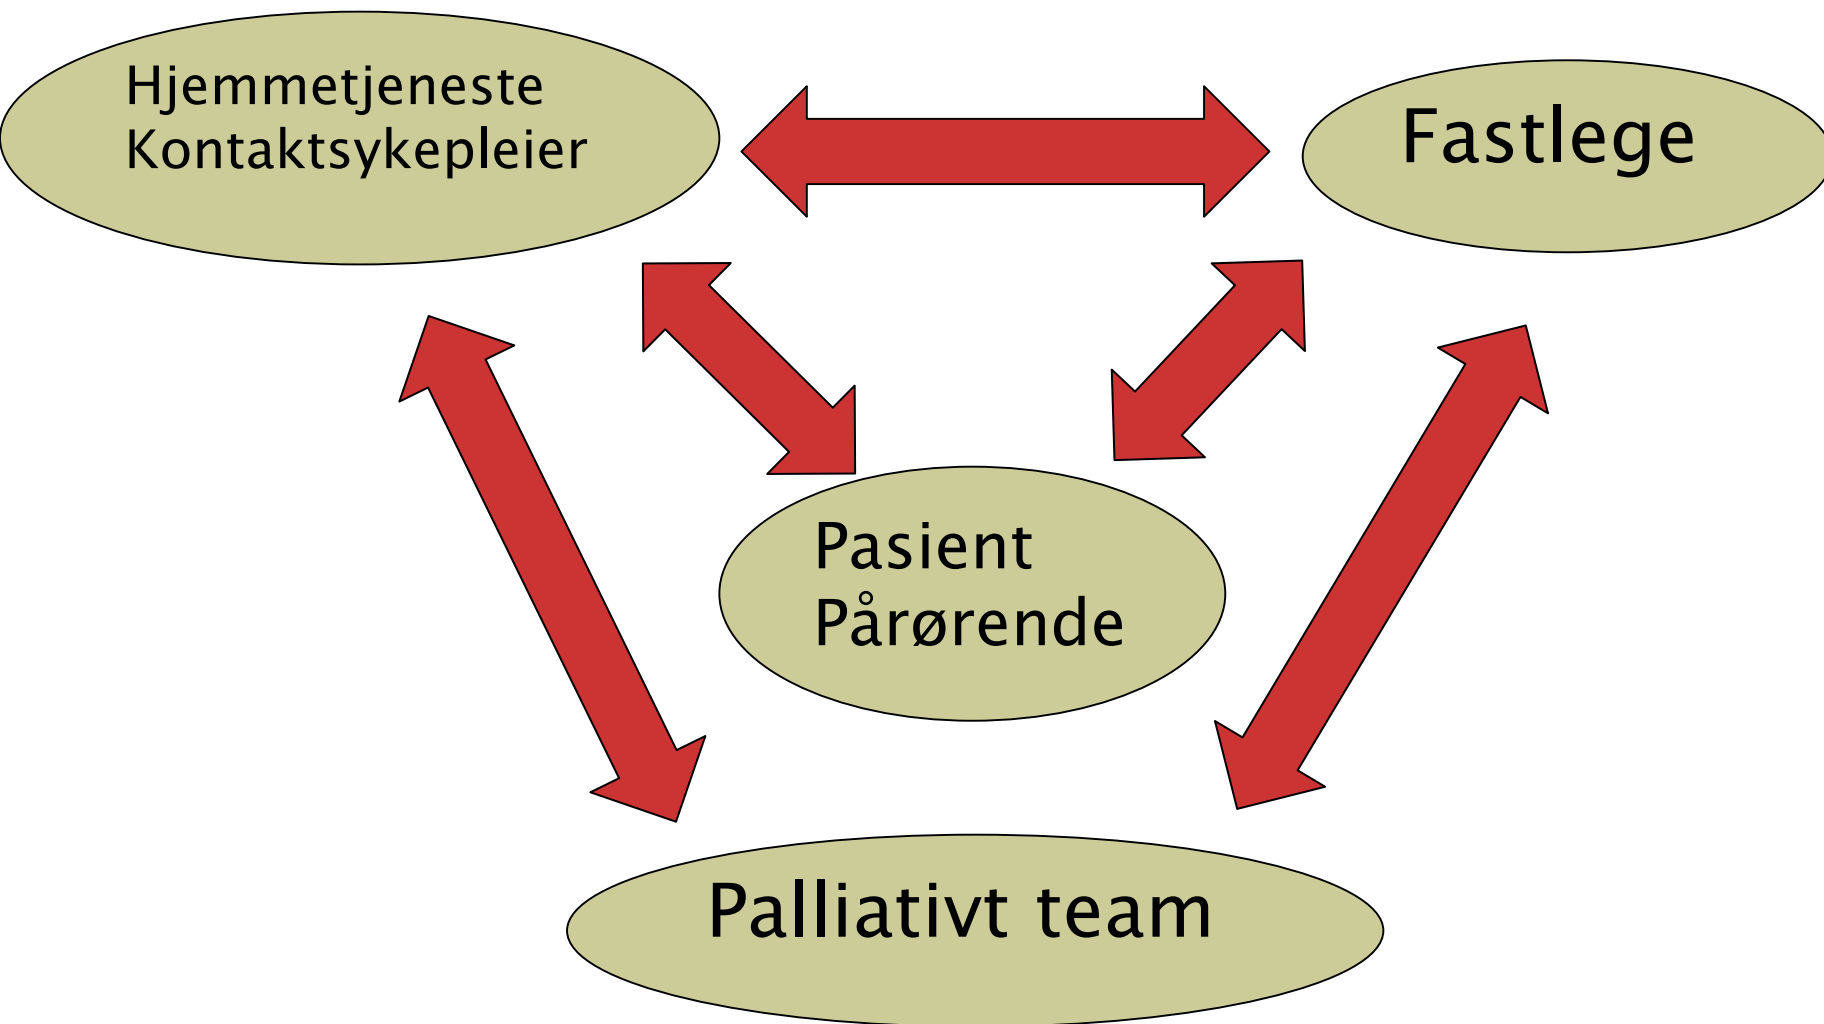 Hjemmetjeneste
Kontaktsykepleier
Fastlege
Pasient
Pårørende
Palliativt team